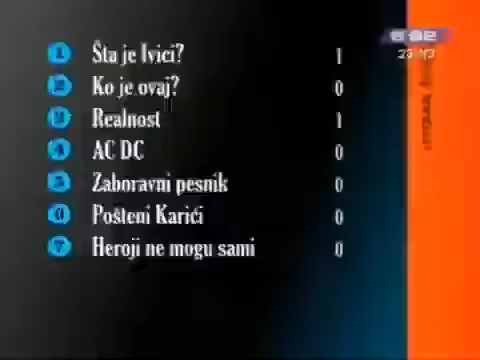 1 Šta je Ivici? 1
2 Ko je ovaj? 0
3 Realnost 1
4 AC DC 0
5 Zaboravni pesnik 0
6 Pošteni Karići 0
7 Heroji ne mogu sami 0